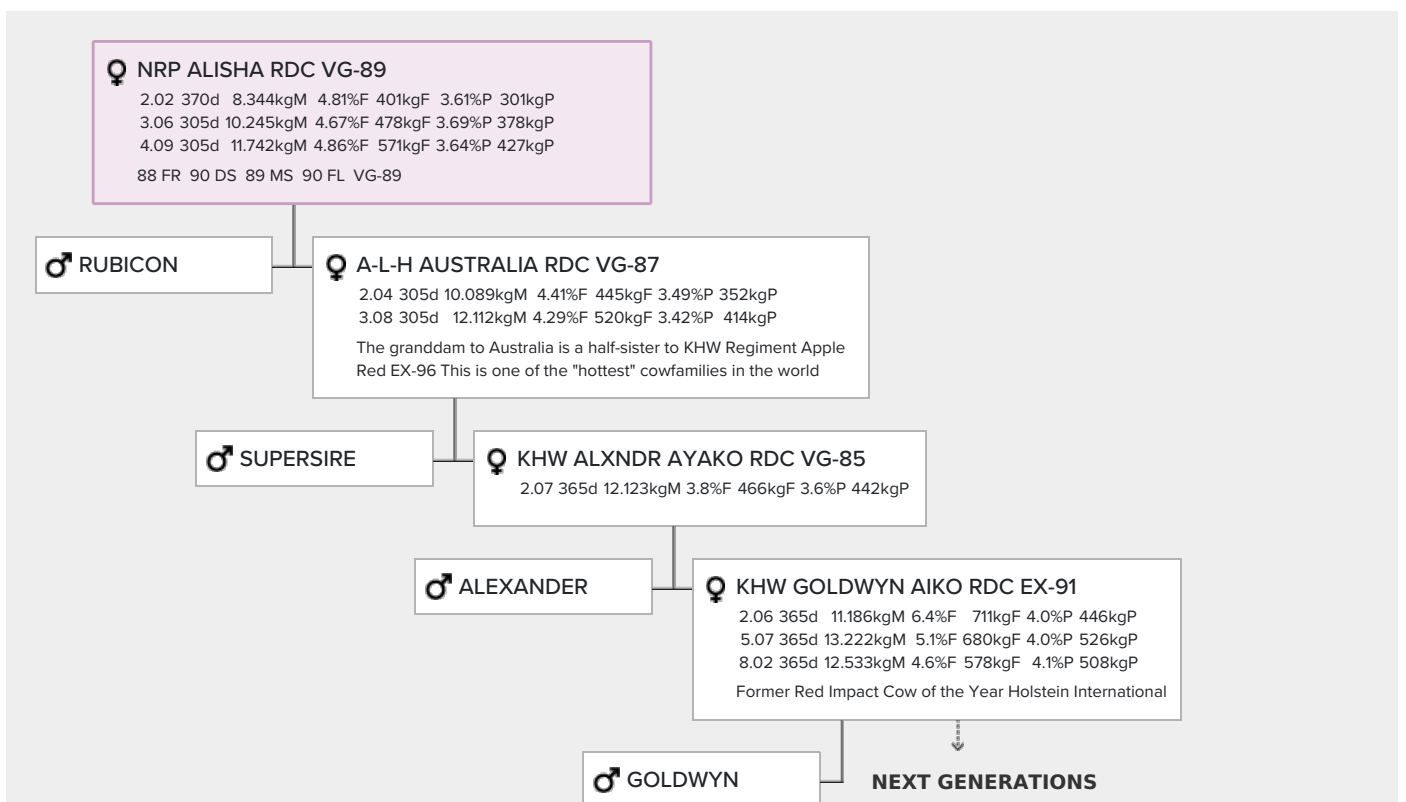 NRP ALISHA RDC VG-89
2.02 370d 8.344kgM 4.81%F 401kgF 3.61%P 301kgP
3.06 305d 10.245kgM 4.67%F 478kgF 3.69%P 378kgP
4.09 305d 11.742kgM 4.86%F 571kgF 3.64%P 427kgP
88 FR 90 DS 89 MS 90 FL VG-89
RUBICON
A-L-H AUSTRALIA RDC VG-87
2.04 305d 10.089kgM 4.41%F 445kgF 3.49%P 352kgP
3.08 305d 12.112kgM 4.29%F 520kgF 3.42%P 414kgP
The granddam to Australia is a half-sister to KHW Regiment Apple
Red EX-96 This is one of the "hottest" cowfamilies in the world
SUPERSIRE
KHW ALXNDR AYAKO RDC VG-85
2.07 365d 12.123kgM 3.8%F 466kgF 3.6%P 442kgP
ALEXANDER
KHW GOLDWYN AIKO RDC EX-91
2.06 365d 11.186kgM 6.4%F 711kgF 4.0%P 446kgP
5.07 365d 13.222kgM 5.1%F 680kgF 4.0%P 526kgP
8.02 365d 12.533kgM 4.6%F 578kgF 4.1%P 508kgP
Former Red Impact Cow of the Year Holstein International
GOLDWYN
NEXT GENERATIONS